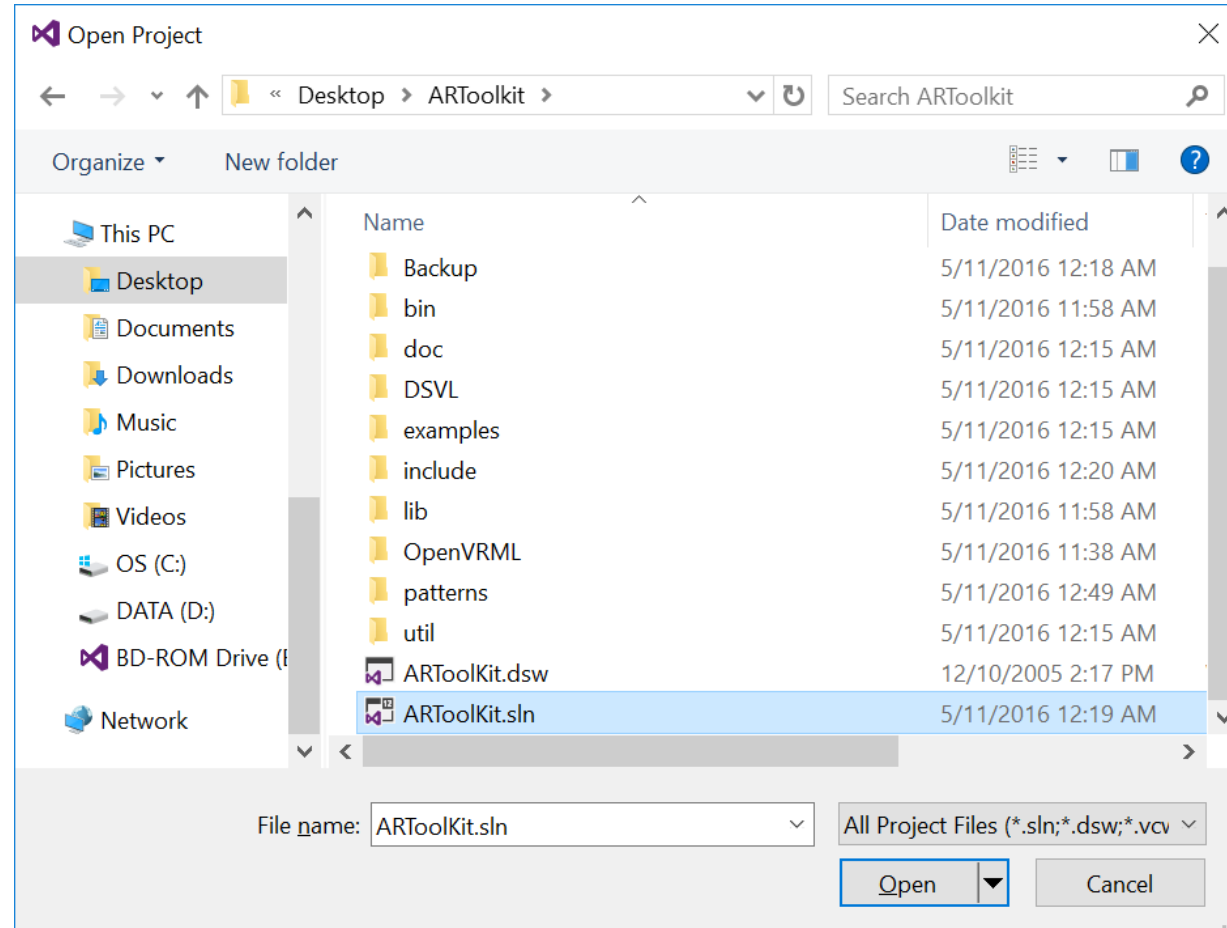 Open Project
« Desktop > ARToolkit >
Search ARToolkit
Organize
New folder
This PC
Desktop
Documents
Downloads
Music
Pictures
Videos
OS (C:)
DATA (D:)
BD-ROM Drive (
Network
Name Date modified
Backup 5/11/2016 12:18 AM
bin 5/11/2016 11:58 AM
doc 5/11/2016 12:15 AM
DSVL 5/11/2016 12:15 AM
examples 5/11/2016 12:15 AM
include 5/11/2016 12:20 AM
lib 5/11/2016 11:58 AM
OpenVRML 5/11/2016 11:38 AM
patterns 5/11/2016 12:49 AM
util 5/11/2016 12:15 AM
ARToolKit.dsw 12/10/2005 2:17 PM
ARToolKit.sln 5/11/2016 12:19 AM
File name: ARToolKit.sln
All Project Files (*.sln;*.dsw;*.vcw
Open
Cancel